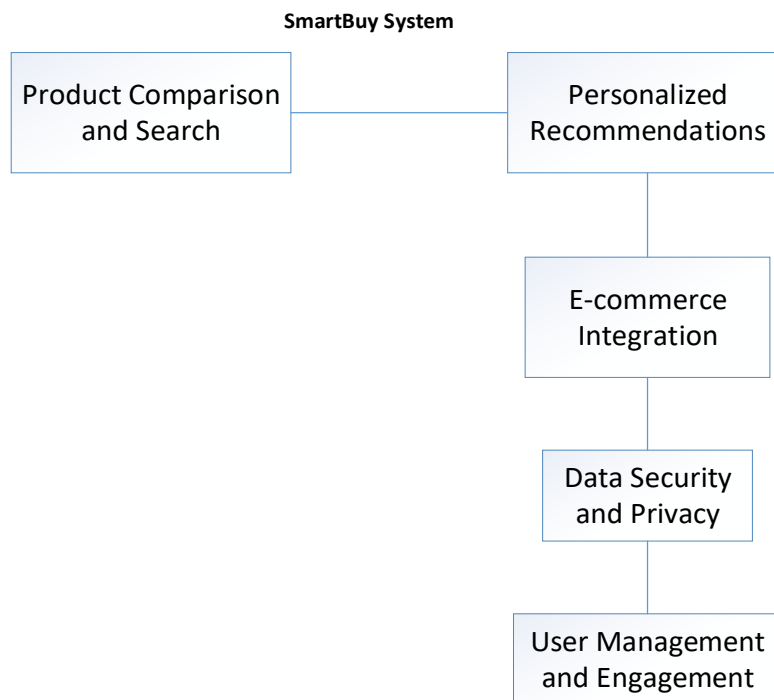 SmartBuy System
Product Comparison
and Search
Personalized
Recommendations
E-commerce
Integration
Data Security
and Privacy
User Management
and Engagement